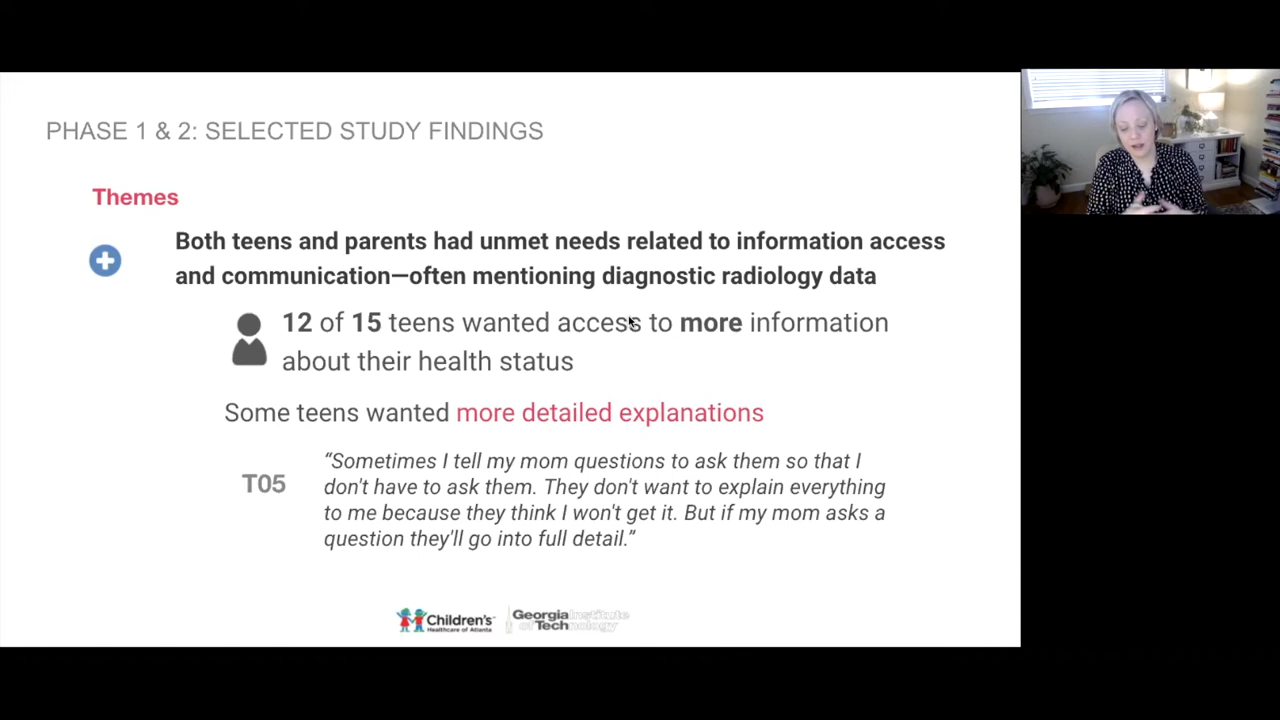 PHASE 1 & 2: SELECTED STUDY FINDINGS
Themes
Both teens and parents had unmet needs related to information access
and communication—often mentioning diagnostic radiology data
12 of 15 teens wanted access to more information
about their health status
Some teens wanted more detailed explanations
T05
“Sometimes I tell my mom questions to ask them so that I
don't have to ask them. They don't want to explain everything
to me because they think I won't get it. But if my mom asks a
question they'll go into full detail.”
Children's
Healthcare of Atlanta
Georgia Institute
of Technology